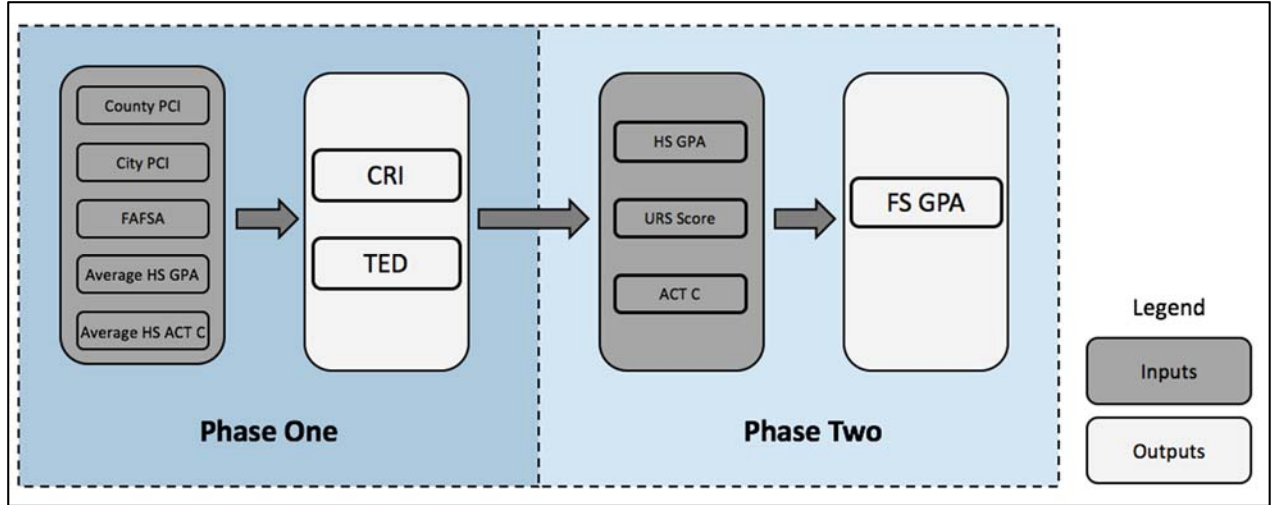 County PCI
City PCI
FAFSA
Average HS GPA
Average HS ACT C
CRI
TED
Phase One
HS GPA
URS Score
ACT C
FS GPA
Phase Two
Legend
Inputs
Outputs